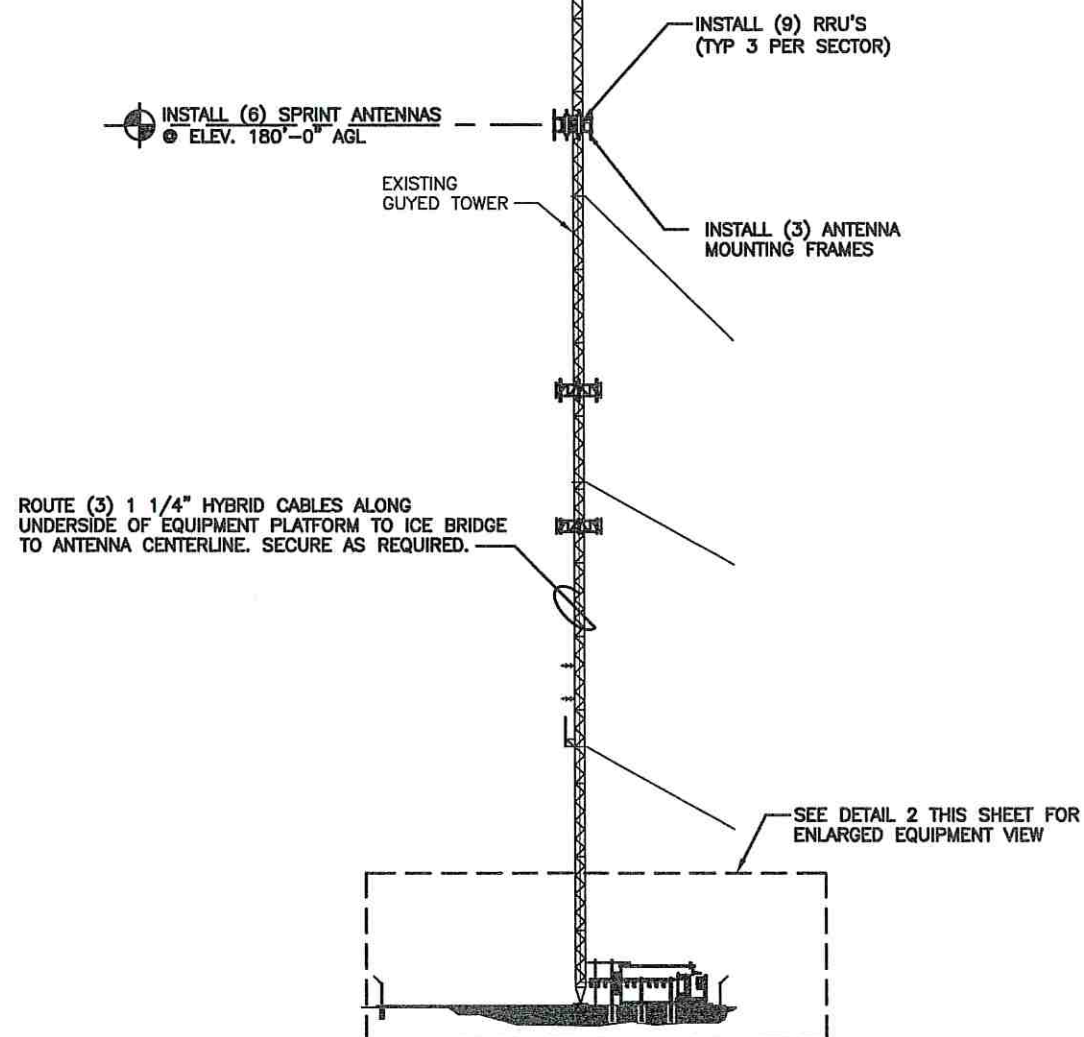 INSTALL (9) RRU'S
(TYP 3 PER SECTOR)
INSTALL (6) SPRINT ANTENNAS
@ ELEV. 180'-0" AGL
EXISTING
GUYED TOWER
INSTALL (3) ANTENNA
MOUNTING FRAMES
ROUTE (3) 1 1/4" HYBRID CABLES ALONG
UNDERSIDE OF EQUIPMENT PLATFORM TO ICE BRIDGE
TO ANTENNA CENTERLINE. SECURE AS REQUIRED.
SEE DETAIL 2 THIS SHEET FOR
ENLARGED EQUIPMENT VIEW